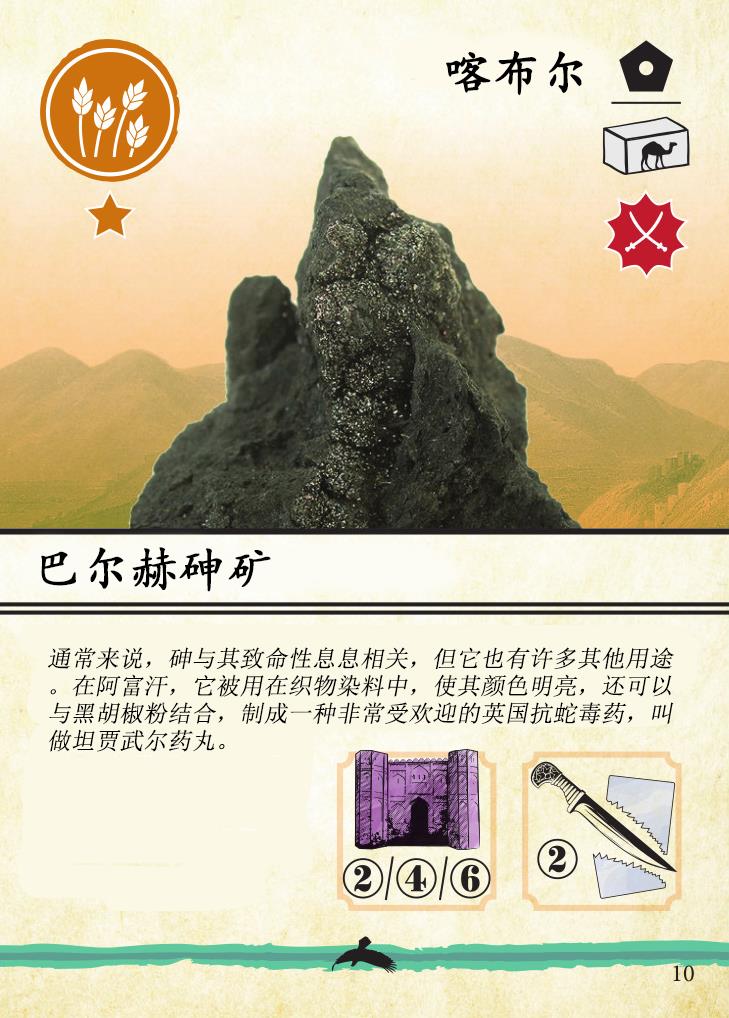 喀布尔
巴尔赫砷矿
通常来说，砷与其致命性息息相关，但它也有许多其他用途
。在阿富汗，它被用在织物染料中，使其颜色明亮，还可以
与黑胡椒粉结合，制成一种非常受欢迎的英国抗蛇毒药，叫
做坦贾武尔药丸。
2/4/6
2
10